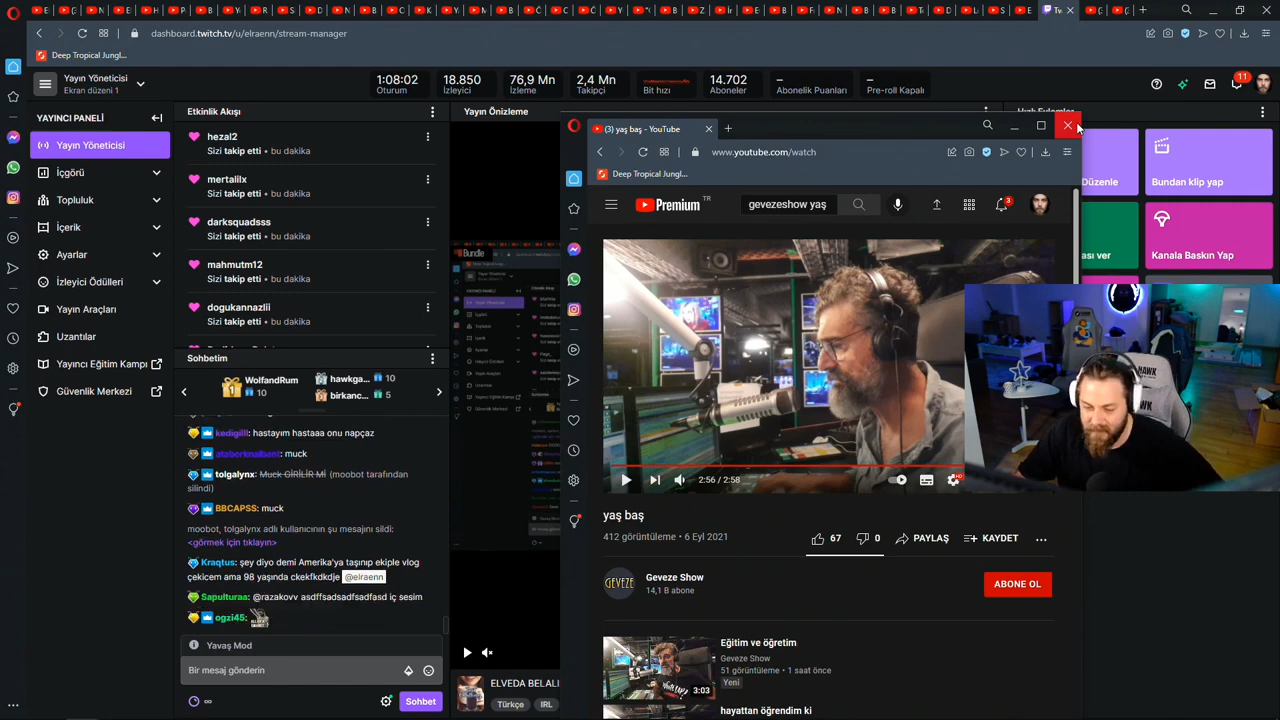 dashboard.twitch.tv/u/elraenn/stream-manager
Deep Tropical Jungl...
Yayın Yöneticisi
Ekran düzeni 1
1:08:02
Oturum
18.850
İzleyici
76,9 Mn
İzleme
2,4 Mn
Takipçi
Bit hızı
14.702
Aboneler
–
Abonelik Puanları
–
Pre-roll Kapalı
11
YAYINCI PANELİ
Yayın Yöneticisi
İçgörü
Topluluk
İçerik
Ayarlar
İzleyici Ödülleri
Yayın Araçları
Uzantılar
Yayıncı Eğitim Kampı
Güvenlik Merkezi
Etkinlik Akışı
hezal2
Sizi takip etti • bu dakika
mertalilx
Sizi takip etti • bu dakika
darksquadsss
Sizi takip etti • bu dakika
mahmutm12
Sizi takip etti • bu dakika
dogukannazlii
Sizi takip etti • bu dakika
Sohbetim
WolfandRum
10
hawkga... 10
birkanc... 5
kedigilll: hastayım hastaaa onu napçaz
atzberknalbant: muck
tolgalynx: Muck GİRİLİR Mİ (moobot tarafından
silindi)
BBCAPSS: muck
moobot, tolgalynx adlı kullanıcının şu mesajını sildi:
<görmek için tıklayın>
Kraqtus: şey diyo demi Amerika'ya taşınıp ekiple vlog
çekicem ama 98 yaşında ckekfkdkdje @elraenn
Sapulturaa: @razakovv asdffsadsadfsadfasd iç sesim
ogzi45:
Yavaş Mod
Bir mesaj gönderin
Sohbet
Yayın Önizleme
Bundle
ELVEDA BELALI
Türkçe
IRL
(3) yaş baş - YouTube
www.youtube.com/watch
Deep Tropical Jungl...
Premium TR
gevezeshow yaş
3
2:56 / 2:58
HD
yaş baş
412 görüntüleme • 6 Eyl 2021
67
0
PAYLAŞ
KAYDET
GEVEZE
Geveze Show
14,1 B abone
ABONE OL
3:03
Eğitim ve öğretim
Geveze Show
51 görüntüleme • 1 saat önce
Yeni
hayattan öğrendim ki
Düzenle
Bundan klip yap
ver
Kanala Baskın Yap
HAWK